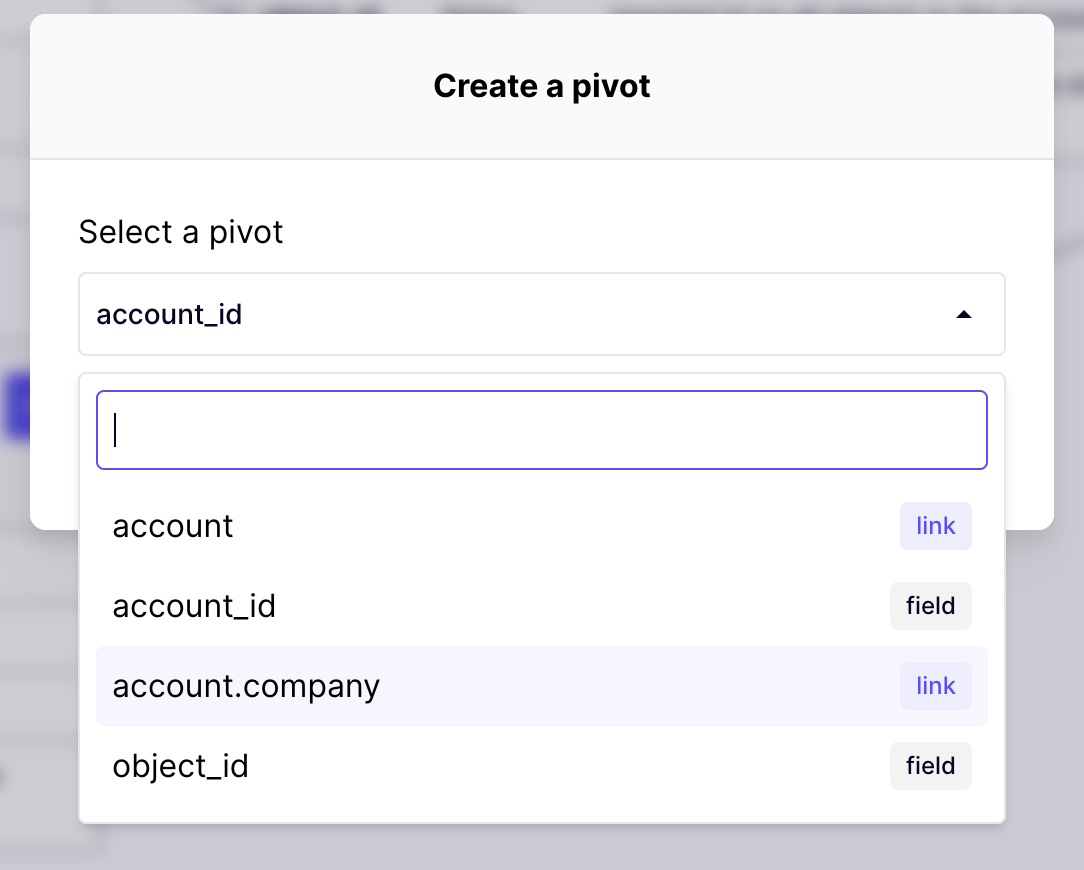 Create a pivot
Select a pivot
account_id
account link
account_id field
account.company link
object_id field